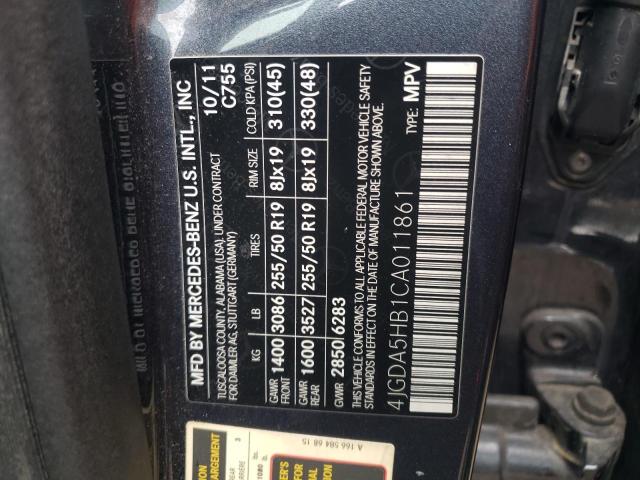 MFD BY MERCEDES-BENZ U.S. INTL., INC 10/11
TUSCALOOSA COUNTY, ALABAMA (USA), UNDER CONTRACT C755
FOR DAIMLER AG, STUTTGART (GERMANY)
KG LB TIRES RIM SIZE COLD KPA(PSI)
GAWR FRONT 1400 3086 255/50 R19 8Jx19 310(45)
GAWR REAR 1600 3527 255/50 R19 8Jx19 330(48)
GVWR 2850 6283
THIS VEHICLE CONFORMS TO ALL APPLICABLE FEDERAL MOTOR VEHICLE SAFETY
STANDARDS IN EFFECT ON THE DATE OF MANUFACTURE SHOWN ABOVE.
4JGDA5HB1CA011861 TYPE: MPV
A 166 584 68 15